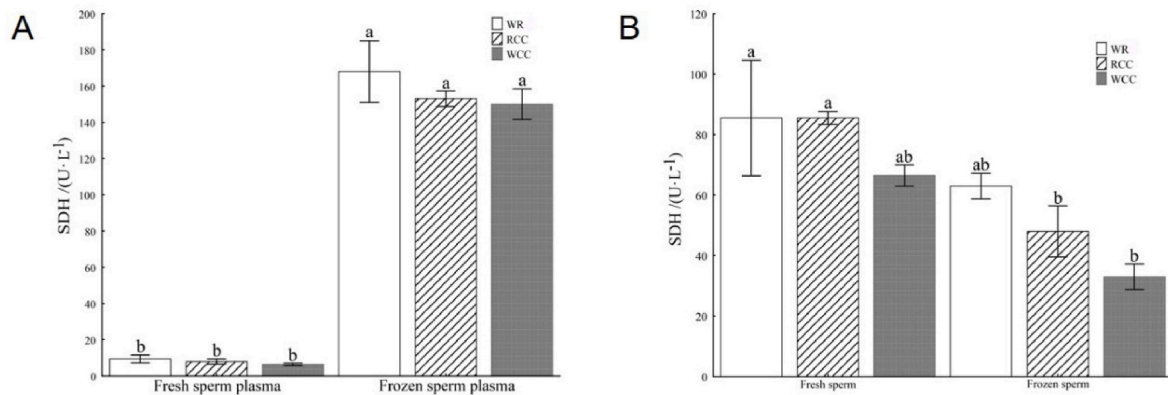 A
SDH /(U·L⁻¹)
200
180
160
140
120
100
80
60
40
20
0
WR
RCC
WCC
b
b
b
a
a
a
Fresh sperm plasma
Frozen sperm plasma
B
SDH /(U·L⁻¹)
120
100
80
60
40
20
0
WR
RCC
WCC
a
a
ab
ab
b
b
Fresh sperm
Frozen sperm